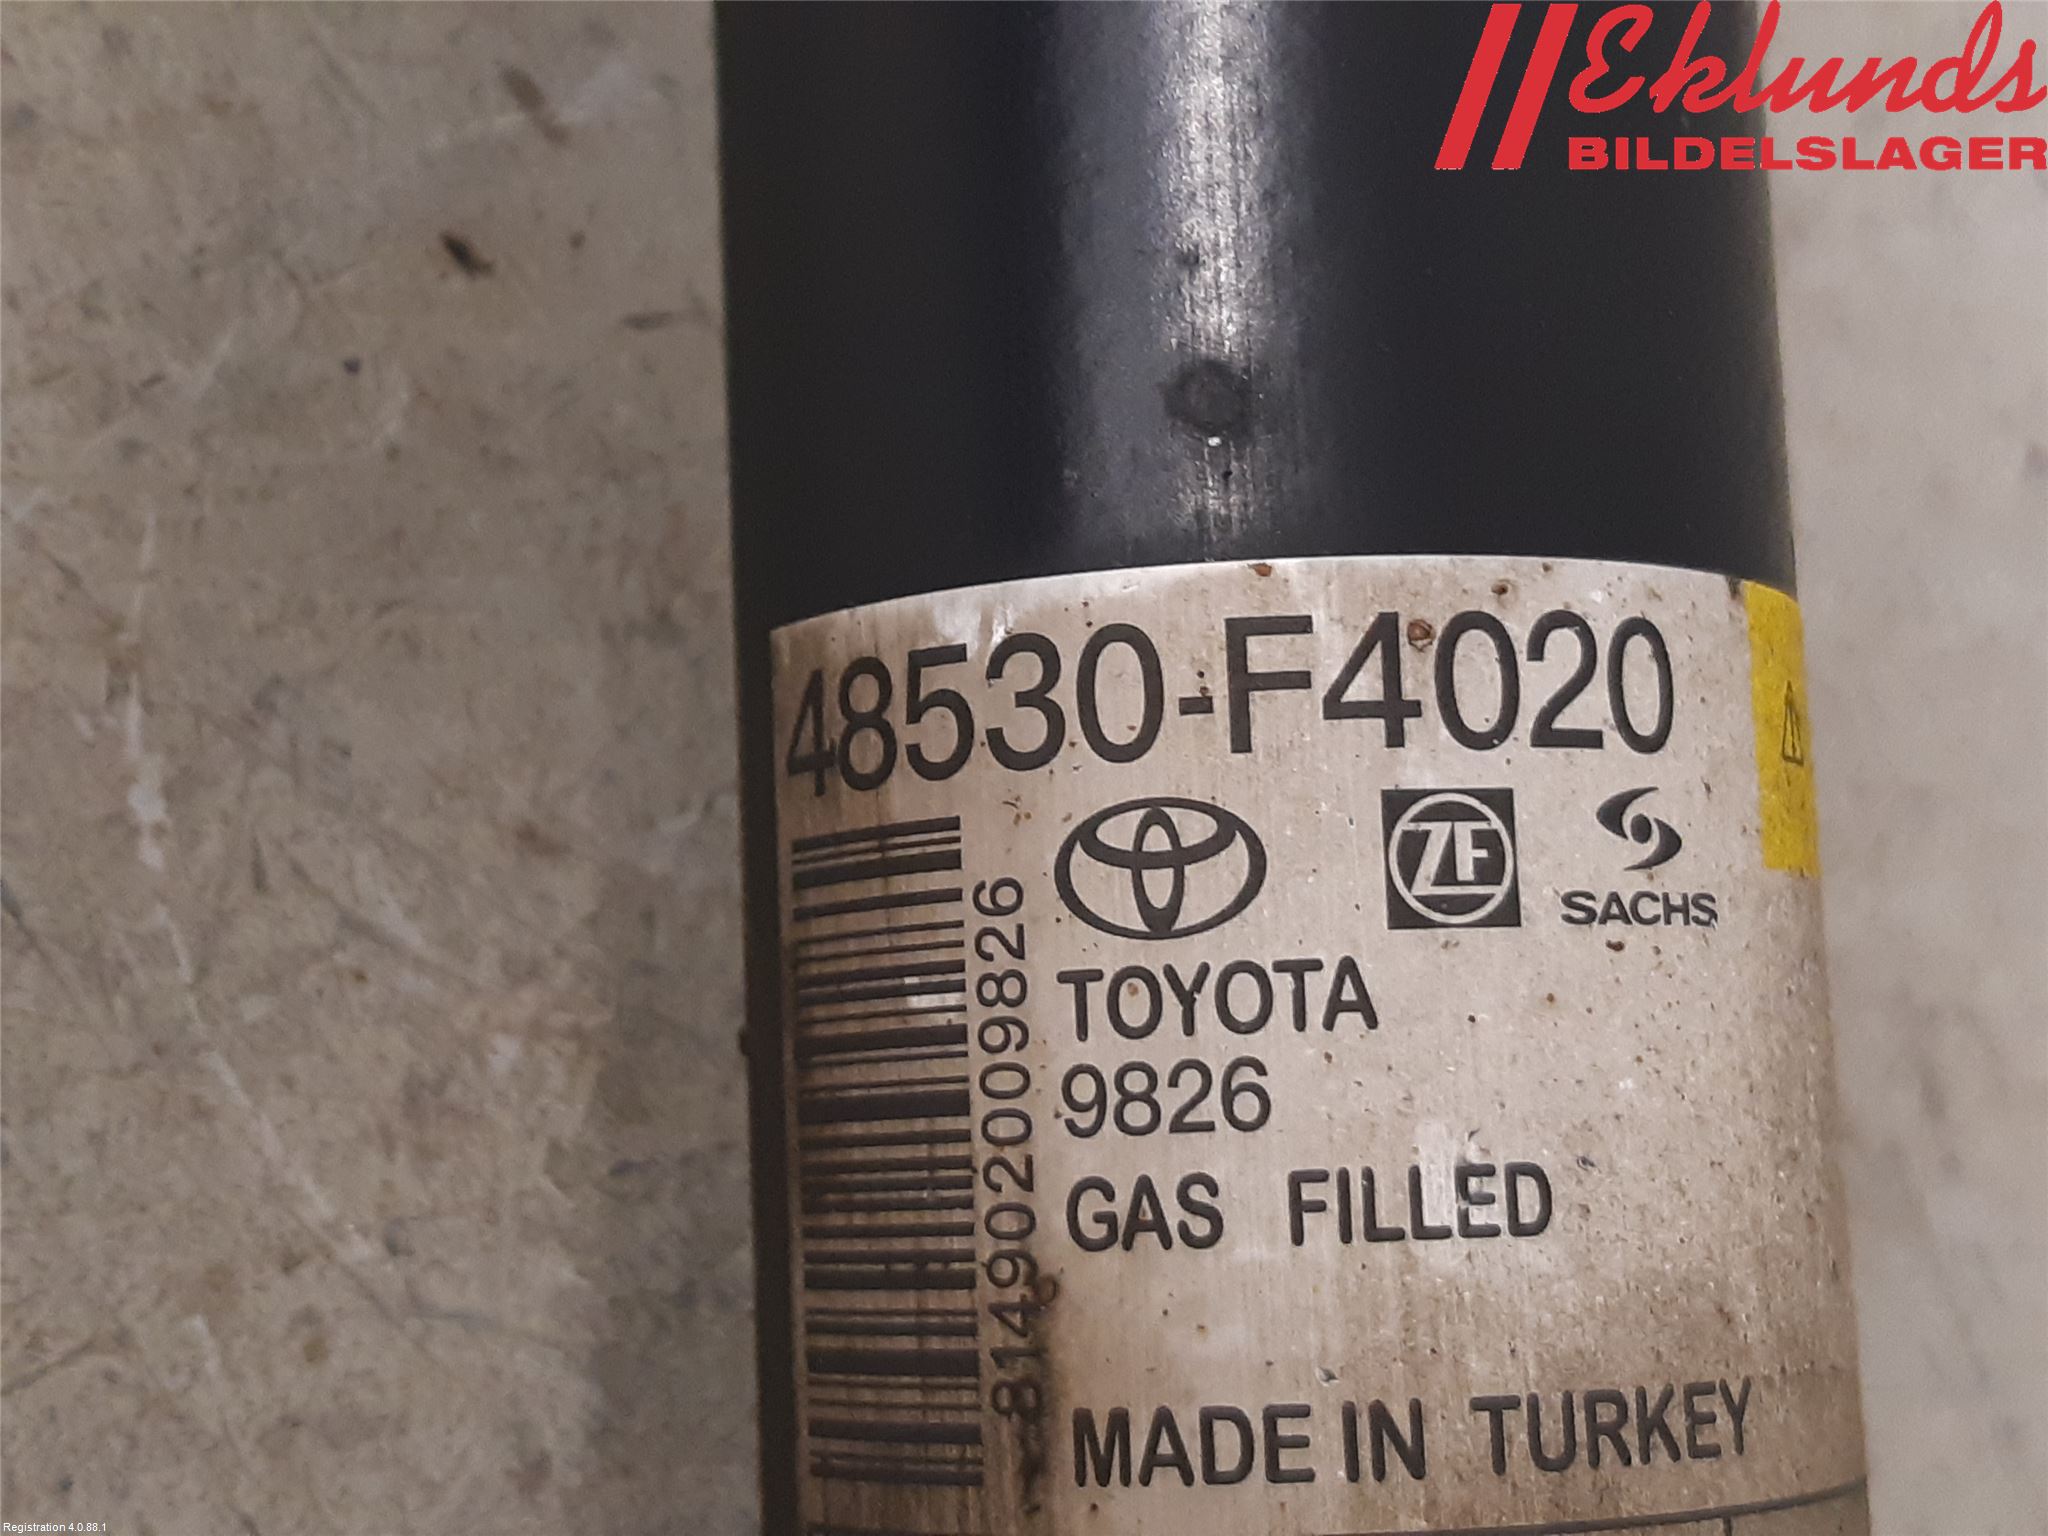 Eklunds
BILDELSLAGER
48530-F4020
ZF
SACHS
8149020009826
TOYOTA
9826
GAS FILLED
MADE IN TURKEY
Registration 4.0.88.1